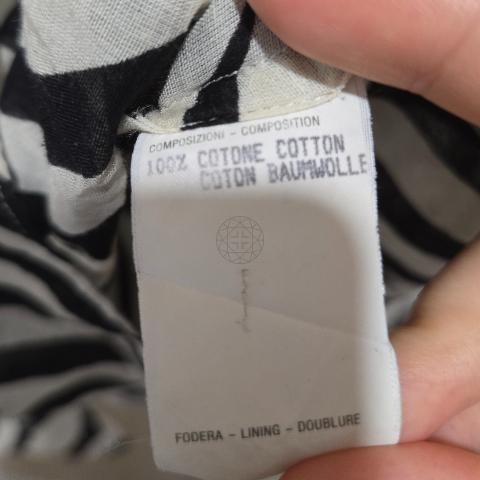 COMPOSIZIONI - COMPOSITION
100% COTONE COTTON
COTON BAUMWOLLE
FODERA - LINING - DOUBLURE